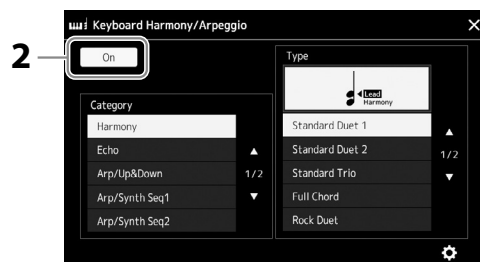 Keyboard Harmony/Arpeggio
2
On
Type
Lead
Harmony
Category
Harmony
Echo
Arp/Up&Down
Arp/Synth Seq1
Arp/Synth Seq2
1/2
Standard Duet 1
Standard Duet 2
Standard Trio
Full Chord
Rock Duet
1/2